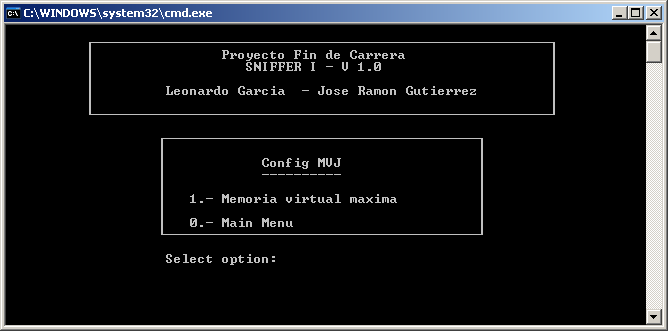 C:\WINDOWS\system32\cmd.exe
Proyecto Fin de Carrera
SNIFFER I - V 1.0
Leonardo Garcia - Jose Ramon Gutierrez
Config MVJ
----------
1.- Memoria virtual maxima
0.- Main Menu
Select option: